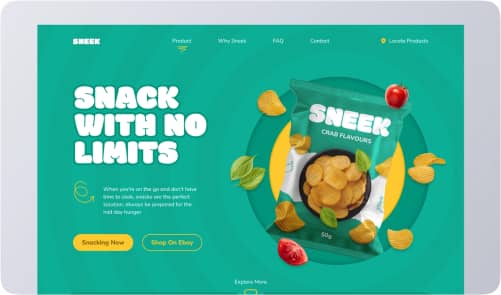 SNEEK
Product
Why Sneek
FAQ
Contact
Locate Products
SNACK
WITH NO
LIMITS
When you're on the go and don't have
time to cook, snacks are the perfect
solution. always be prepared for the
mid day hunger
Snacking Now
Shop On Ebay
SNEEK
CRAB FLAVOURS
50g
Explore More